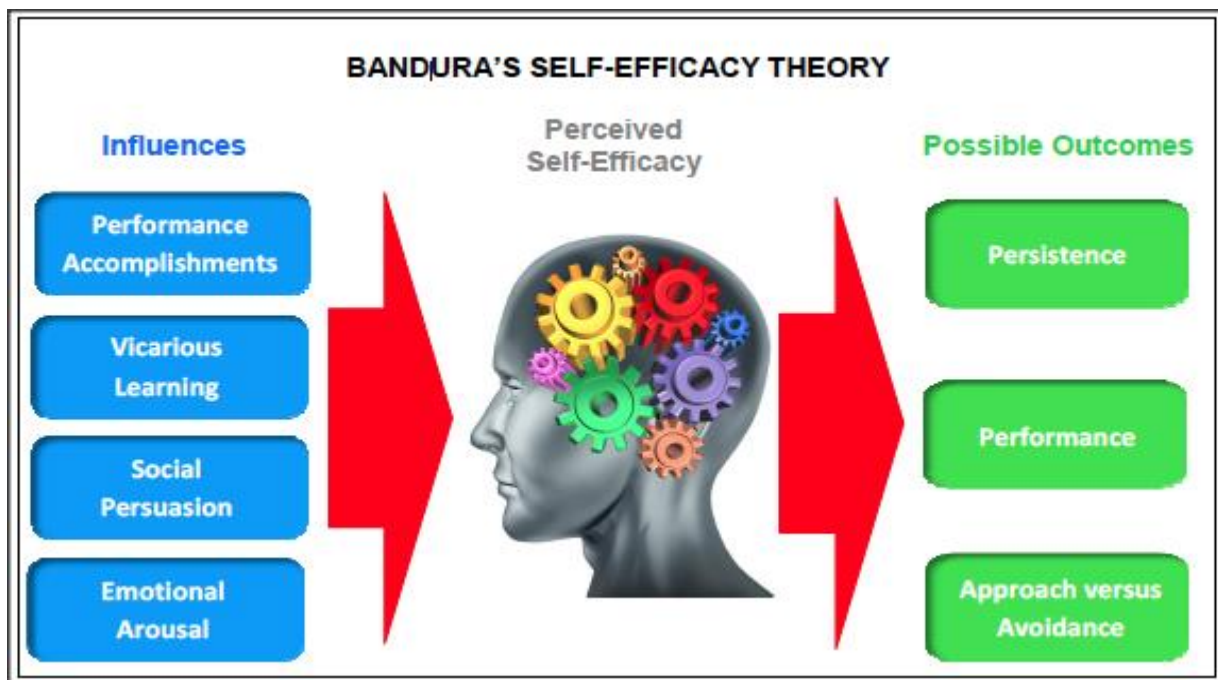 BANDURA'S SELF-EFFICACY THEORY
Influences
Performance
Accomplishments
Vicarious
Learning
Social
Persuasion
Emotional
Arousal
Perceived
Self-Efficacy
Possible Outcomes
Persistence
Performance
Approach versus
Avoidance